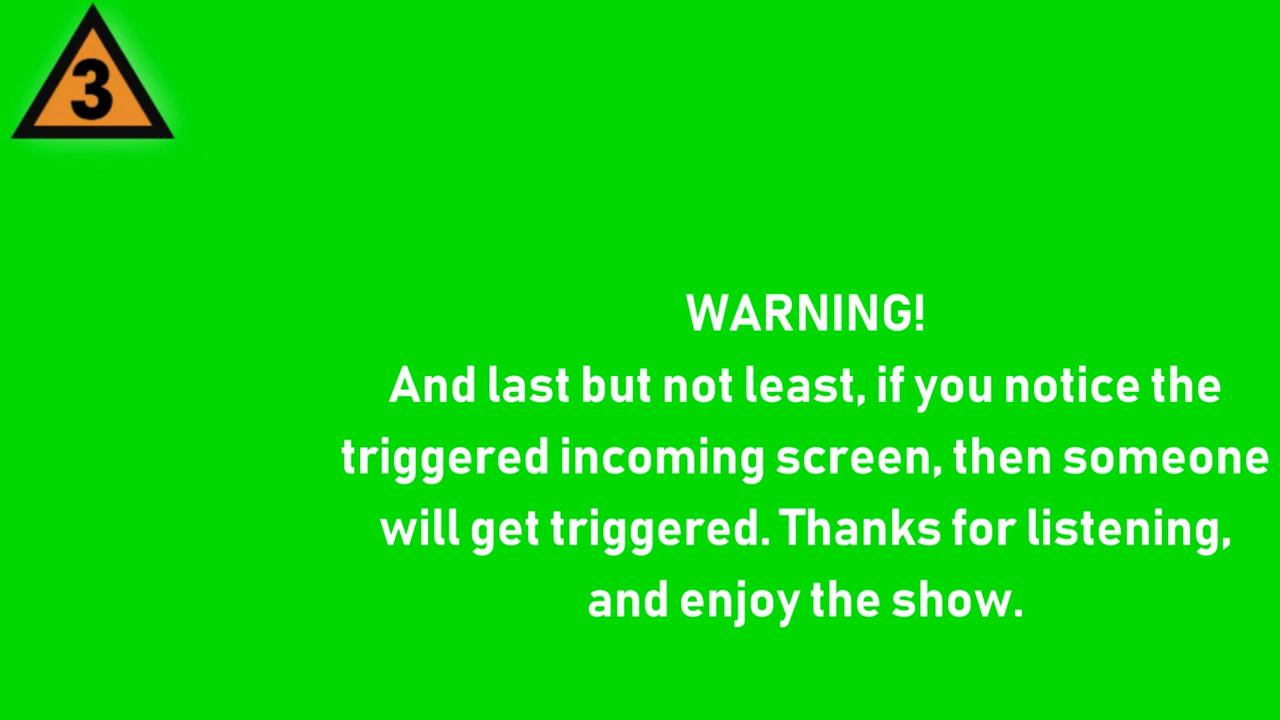 3
WARNING!
And last but not least, if you notice the
triggered incoming screen, then someone
will get triggered. Thanks for listening,
and enjoy the show.